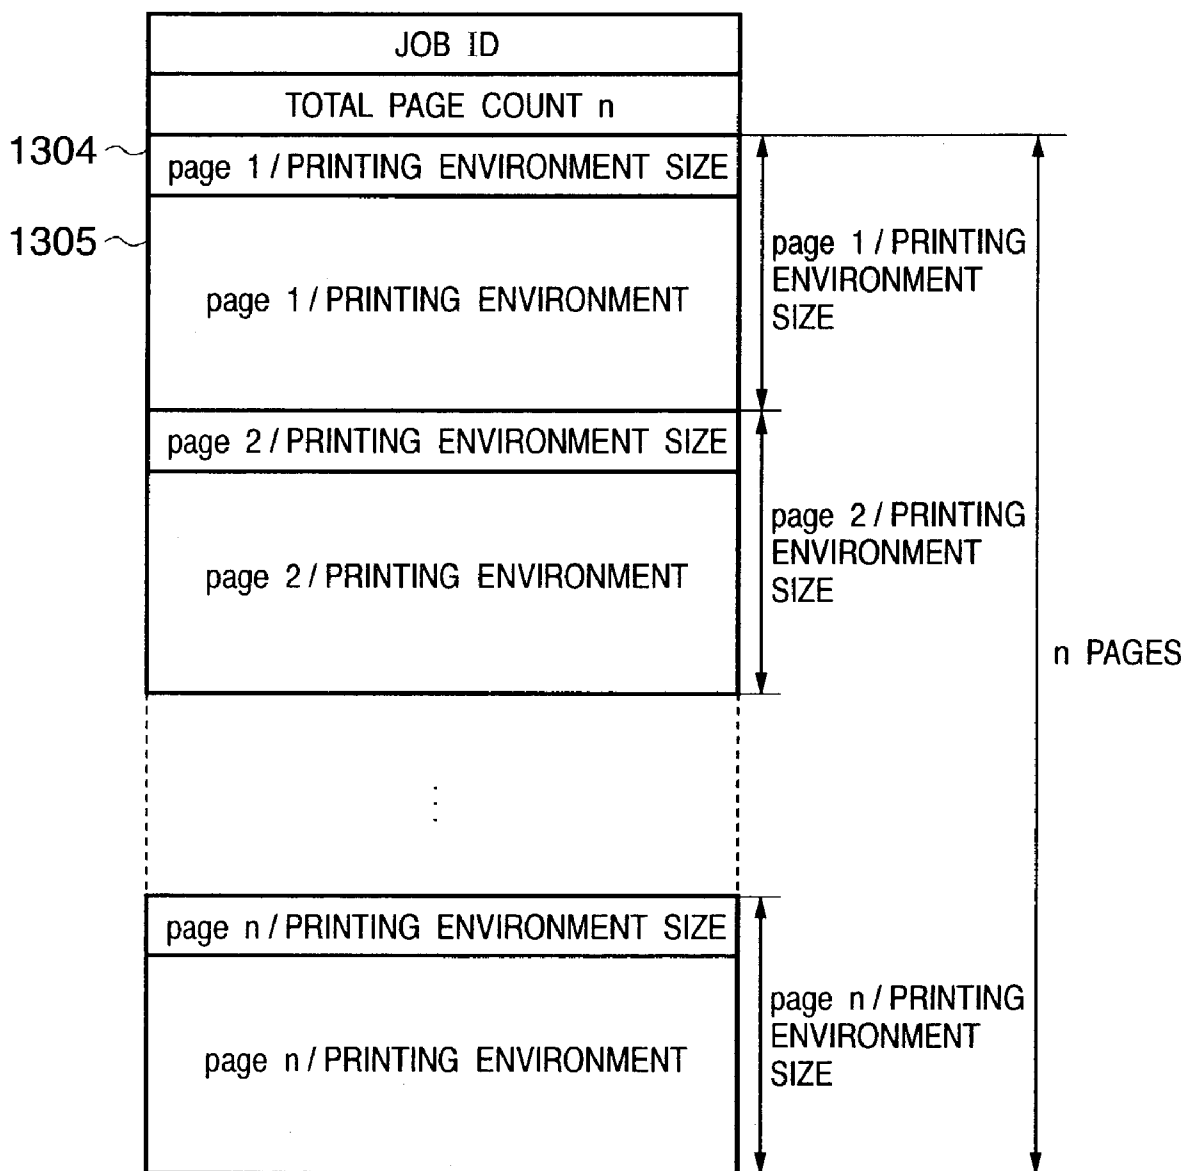 JOB ID
TOTAL PAGE COUNT n
1304
page 1 / PRINTING ENVIRONMENT SIZE
1305
page 1 / PRINTING ENVIRONMENT
page 1 / PRINTING
ENVIRONMENT
SIZE
page 2 / PRINTING ENVIRONMENT SIZE
page 2 / PRINTING ENVIRONMENT
page 2 / PRINTING
ENVIRONMENT
SIZE
n PAGES
page n / PRINTING ENVIRONMENT SIZE
page n / PRINTING ENVIRONMENT
page n / PRINTING
ENVIRONMENT
SIZE